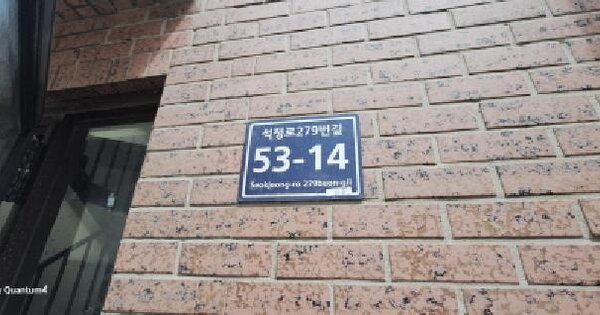 석정로279번길
53-14
Seokjeong-ro 279beon-gil
Quantum4